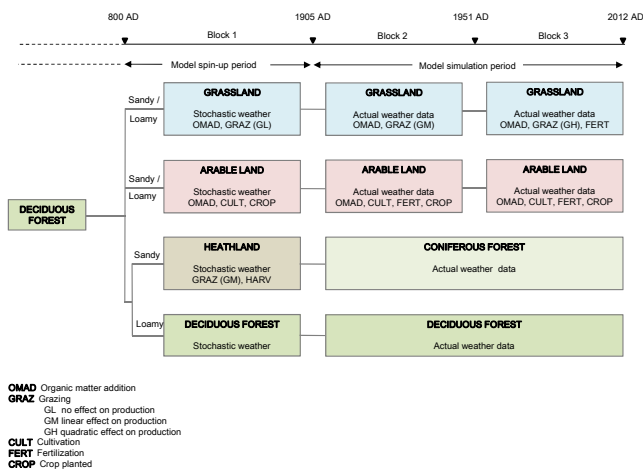 800 AD 1905 AD 1951 AD 2012 AD
Block 1 Block 2 Block 3
Model spin-up period Model simulation period
Sandy /
Loamy
GRASSLAND
Stochastic weather
OMAD, GRAZ (GL)
GRASSLAND
Actual weather data
OMAD, GRAZ (GM)
GRASSLAND
Actual weather data
OMAD, GRAZ (GH), FERT
DECIDUOUS
FOREST
Sandy /
Loamy
ARABLE LAND
Stochastic weather
OMAD, CULT, CROP
ARABLE LAND
Actual weather data
OMAD, CULT, FERT, CROP
ARABLE LAND
Actual weather data
OMAD, CULT, FERT, CROP
Sandy
HEATHLAND
Stochastic weather
GRAZ (GM), HARV
CONIFEROUS FOREST
Actual weather data
Loamy
DECIDUOUS FOREST
Stochastic weather
DECIDUOUS FOREST
Actual weather data
OMAD Organic matter addition
GRAZ Grazing
GL no effect on production
GM linear effect on production
GH quadratic effect on production
CULT Cultivation
FERT Fertilization
CROP Crop planted